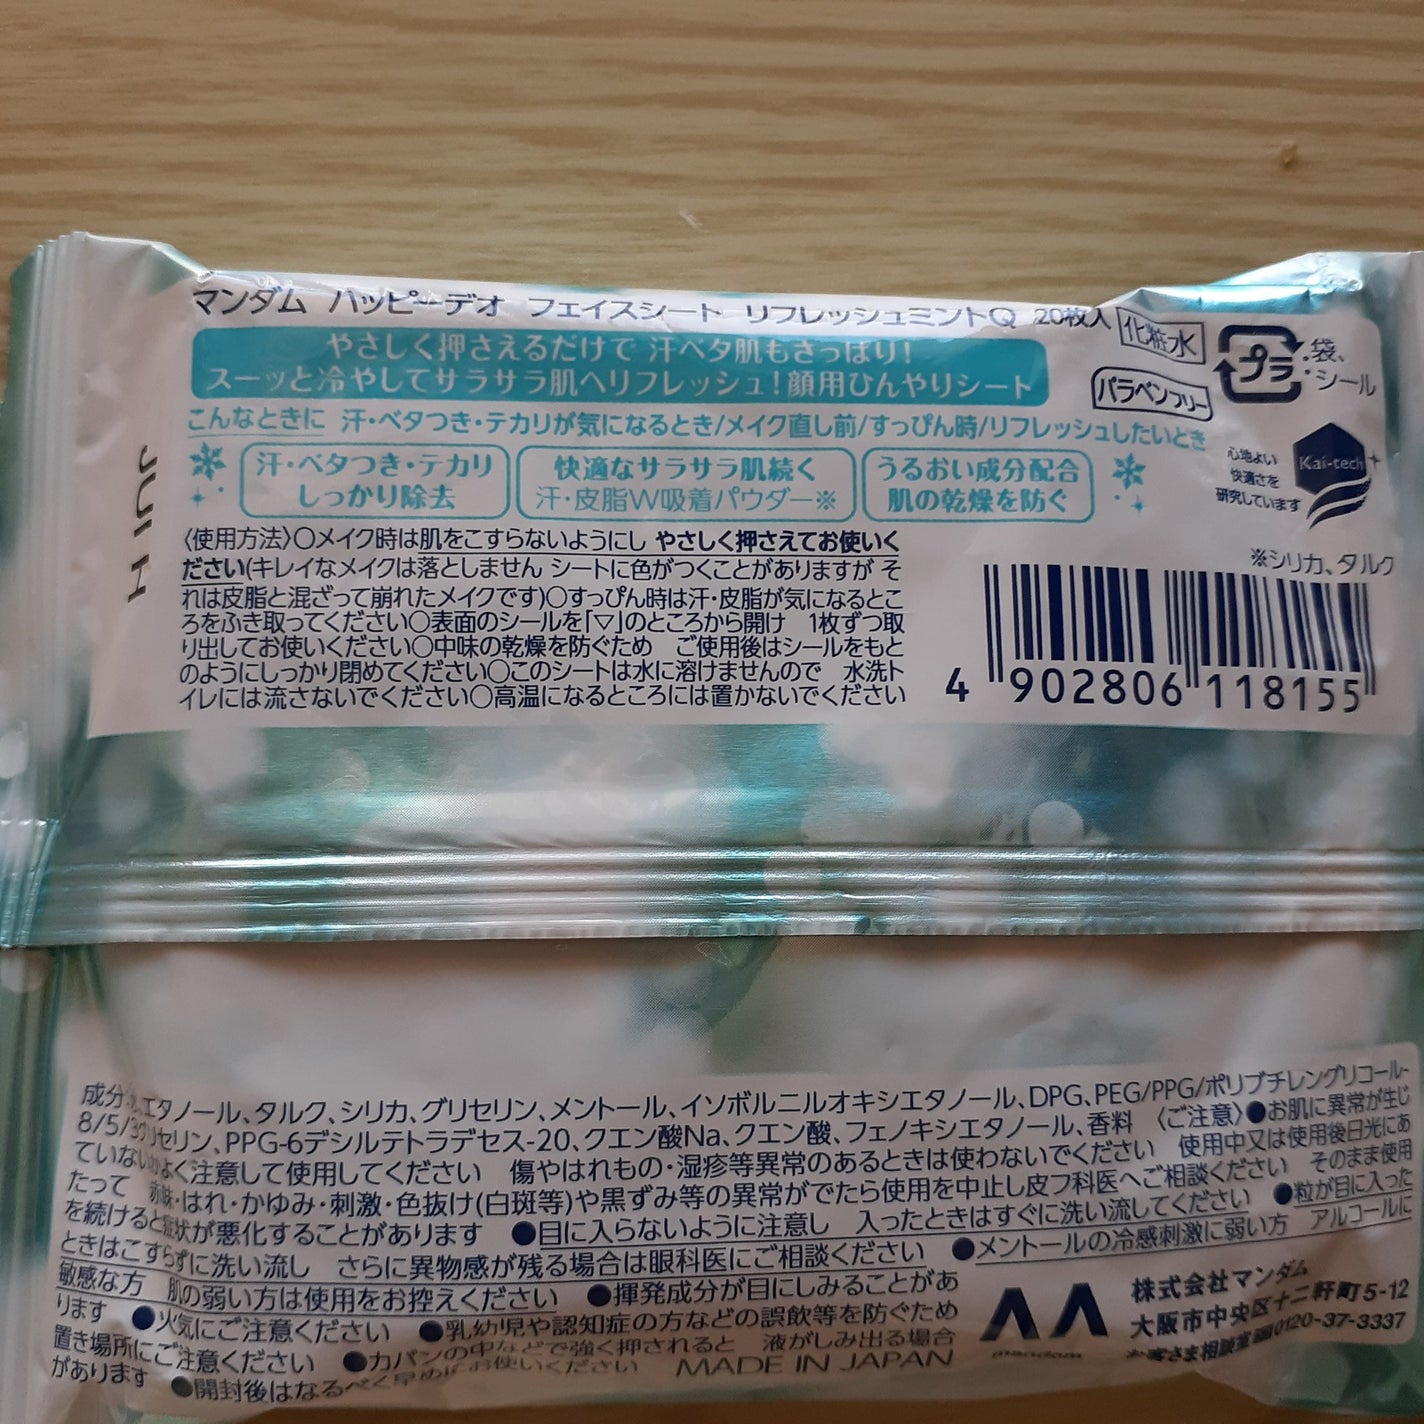 マンダム ハッピーデオ フェイスシート リフレッシュミントQ 20枚入
化粧水
パラベンフリー
プラ
袋、
シール
やさしく押さえるだけで 汗ベタ肌もさっぱり!
スーッと冷やしてサラサラ肌へリフレッシュ!顔用ひんやりシート
こんなときに 汗・ベタつき・テカリが気になるとき/メイク直し前/すっぴん時/リフレッシュしたいとき
汗・ベタつき・テカリ
しっかり除去
快適なサラサラ肌続く
汗・皮脂W吸着パウダー※
うるおい成分配合
肌の乾燥を防ぐ
心地よい
快適さを
研究しています
Kai-tech
※シリカ、タルク
〈使用方法〉○メイク時は肌をこすらないようにし やさしく押さえてお使いく
ださい(キレイなメイクは落としません シートに色がつくことがありますが そ
れは皮脂と混ざって崩れたメイクです)○すっぴん時は汗・皮脂が気になるとこ
ろをふき取ってください○表面のシールを「▽」のところから開け 1枚ずつ取
り出してお使いください○中味の乾燥を防ぐため ご使用後はシールをもと
のようにしっかり閉めてください○このシートは水に溶けませんので 水洗ト
イレには流さないでください○高温になるところには置かないでください
4 902806 118155
成分:水、エタノール、タルク、シリカ、グリセリン、メントール、イソボルニルオキシエタノール、DPG、PEG/PPG/ポリブチレングリコール-
8/5/3グリセリン、PPG-6デシルテトラデセス-20、クエン酸Na、クエン酸、フェノキシエタノール、香料 〈ご注意〉●お肌に異常が生じ
ていないかよく注意して使用してください 傷やはれもの・湿疹等異常のあるときは使わないでください 使用中又は使用後日光にあ
たって 赤味・はれ・かゆみ・刺激・色抜け(白斑等)や黒ずみ等の異常がでたら使用を中止し皮フ科医へご相談ください そのまま使用
を続けると症状が悪化することがあります ●目に入らないように注意し 入ったときはすぐに洗い流してください ●粒が目に入った
ときはこすらずに洗い流し さらに異物感が残る場合は眼科医にご相談ください ●メントールの冷感刺激に弱い方 アルコールに
敏感な方 肌の弱い方は使用をお控えください ●揮発成分が目にしみることがあ
ります ●火気にご注意ください ●乳幼児や認知症の方などの誤飲等を防ぐため
置き場所にご注意ください ●カバンの中などで強く押されると 液がしみ出る場合
があります ●開封後はなるべく早めにお使いください MADE IN JAPAN
mandom
株式会社マンダム
大阪市中央区十二軒町5-12
お客さま相談室 0120-37-3337